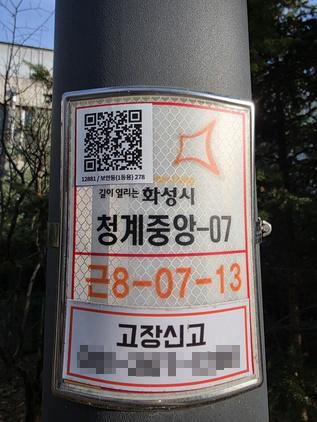 12881 / 보안등(1등용) 278
길이 열리는 화성시
청계중앙-07
근8-07-13
고장신고